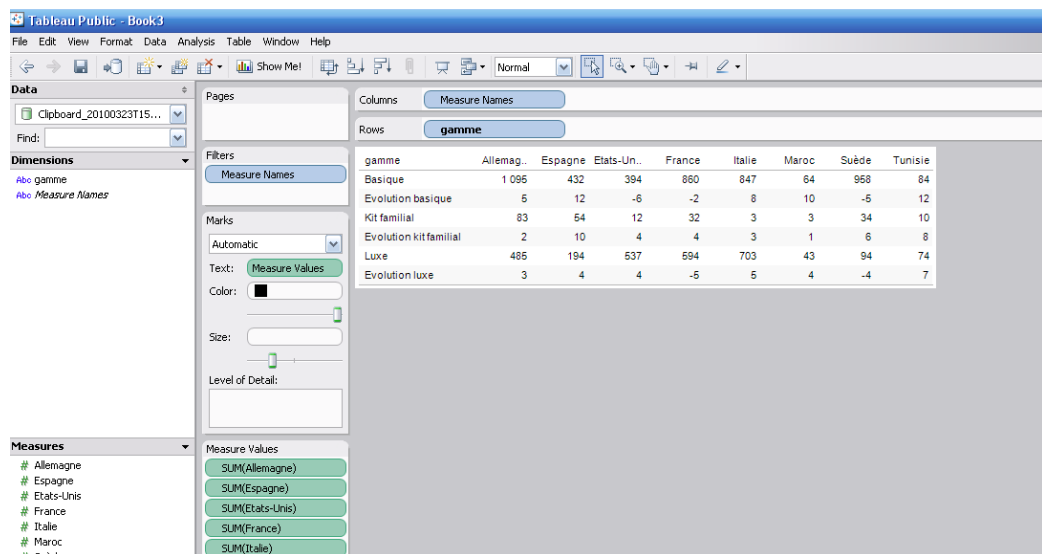 Tableau Public - Book3
File Edit View Format Data Analysis Table Window Help
Show Me! Normal
Data
Clipboard_20100323T15...
Find:
Dimensions
Abc gamme
Abc Measure Names
Measures
# Allemagne
# Espagne
# Etats-Unis
# France
# Italie
# Maroc
Pages
Filters
Measure Names
Marks
Automatic
Text: Measure Values
Color:
Size:
Level of Detail:
Measure Values
SUM(Allemagne)
SUM(Espagne)
SUM(Etats-Unis)
SUM(France)
SUM(Italie)
Columns Measure Names
Rows gamme
gamme Allemag.. Espagne Etats-Un.. France Italie Maroc Suède Tunisie
Basique 1 095 432 394 860 847 64 958 84
Evolution basique 5 12 -6 -2 8 10 -5 12
Kit familial 83 54 12 32 3 3 34 10
Evolution kit familial 2 10 4 4 3 1 6 8
Luxe 485 194 537 594 703 43 94 74
Evolution luxe 3 4 4 -5 5 4 -4 7